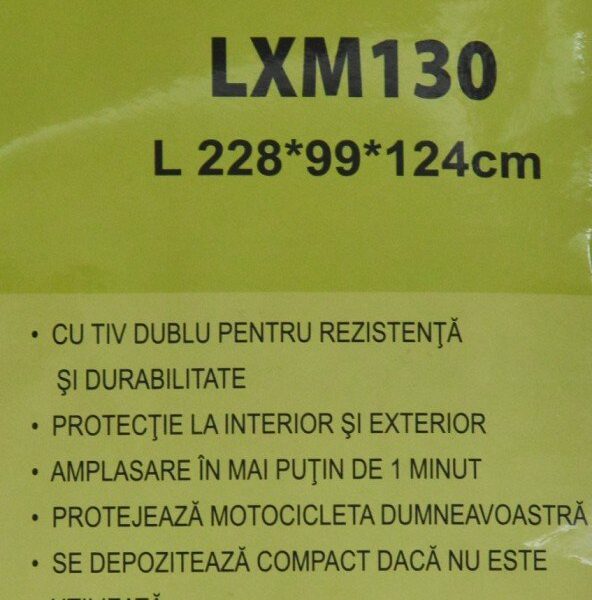 LXM130
L 228*99*124cm
• CU TIV DUBLU PENTRU REZISTENŢĂ
ŞI DURABILITATE
• PROTECŢIE LA INTERIOR ŞI EXTERIOR
• AMPLASARE ÎN MAI PUŢIN DE 1 MINUT
• PROTEJEAZĂ MOTOCICLETA DUMNEAVOASTRĂ
• SE DEPOZITEAZĂ COMPACT DACĂ NU ESTE